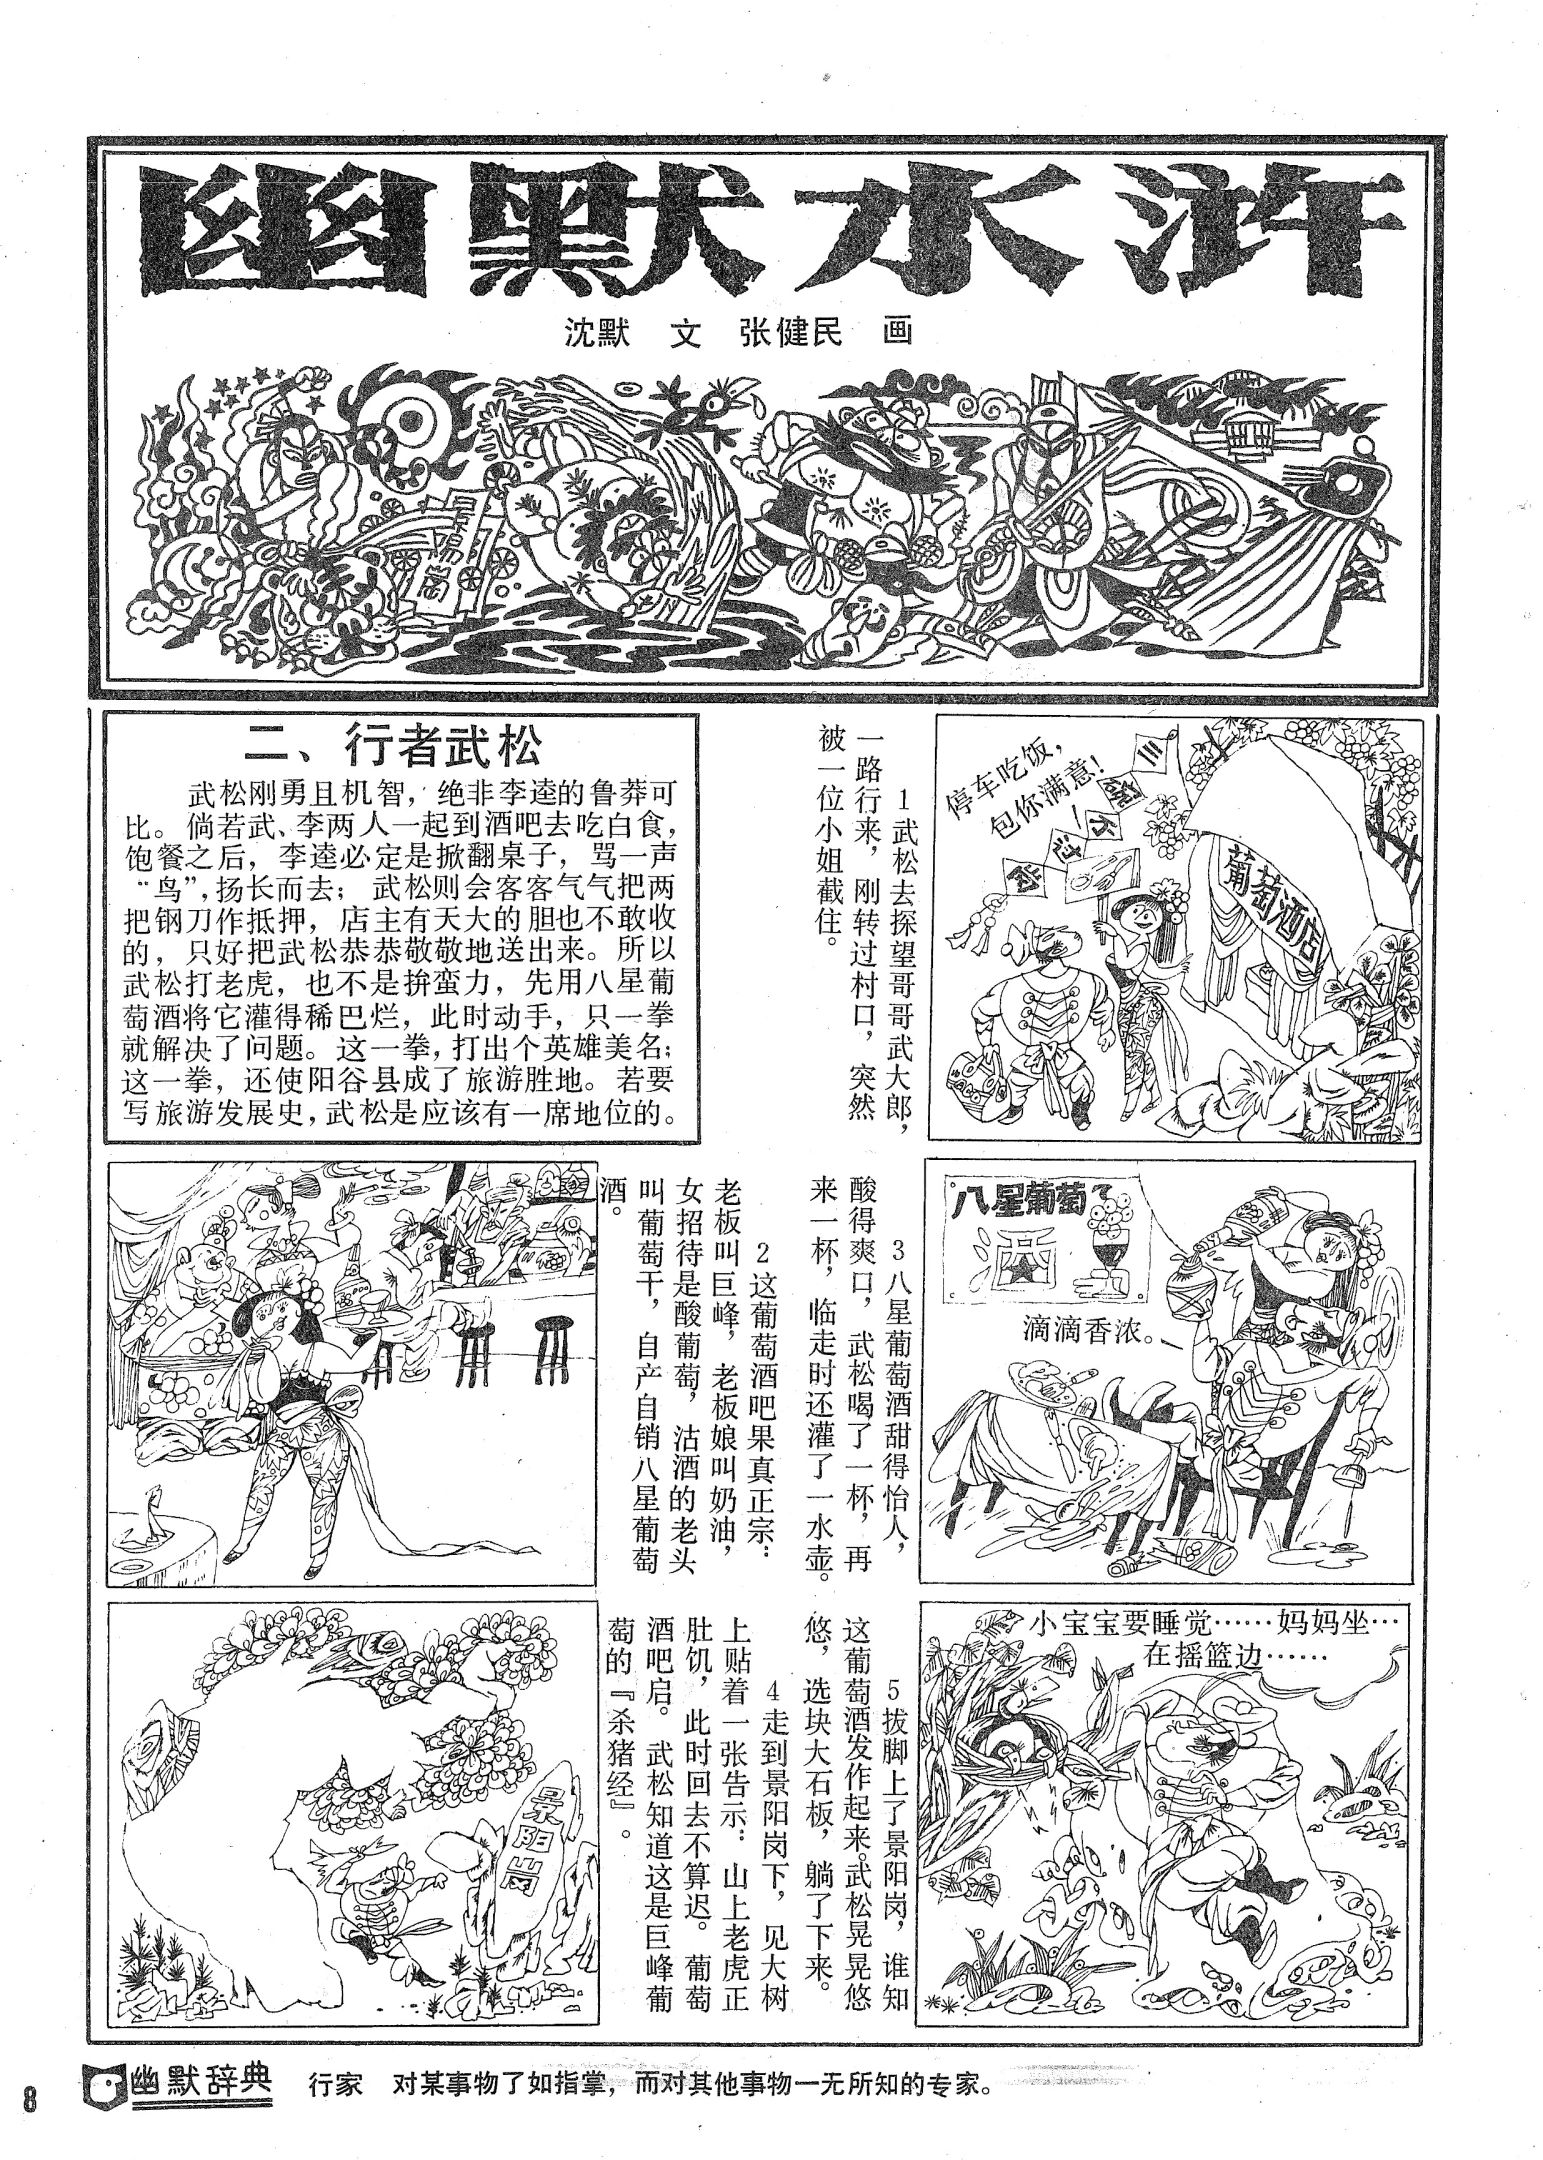 幽默水浒
沈默 文 张健民 画
景阳岗
二、行者武松
武松刚勇且机智，绝非李逵的鲁莽可
比。倘若武、李两人一起到酒吧去吃白食，
饱餐之后，李逵必定是掀翻桌子，骂一声
“鸟”，扬长而去；武松则会客客气气把两
把钢刀作抵押，店主有天大的胆也不敢收
的，只好把武松恭恭敬敬地送出来。所以
武松打老虎，也不是拚蛮力，先用八星葡
萄酒将它灌得稀巴烂，此时动手，只一拳
就解决了问题。这一拳，打出个英雄美名；
这一拳，还使阳谷县成了旅游胜地。若要
写旅游发展史，武松是应该有一席地位的。
1武松去探望哥哥武大郎，
一路行来，刚转过村口，突然
被一位小姐截住。
停车吃饭，
包你满意！
三碗不过岗
葡萄酒店
2这葡萄酒吧果真正宗：
老板叫巨峰，老板娘叫奶油，
女招待是酸葡萄，沽酒的老头
叫葡萄干，自产自销八星葡萄
酒。
3八星葡萄酒甜得怡人，
酸得爽口，武松喝了一杯，再
来一杯，临走时还灌了一水壶。
八星葡萄
酒
滴滴香浓。
4走到景阳岗下，见大树
上贴着一张告示：山上老虎正
肚饥，此时回去不算迟。葡萄
酒吧启。武松知道这是巨峰葡
萄的『杀猪经』。
景阳岗
5拔脚上了景阳岗，谁知
这葡萄酒发作起来。武松晃晃悠
悠，选块大石板，躺了下来。
小宝宝要睡觉……妈妈坐…
在摇篮边……
幽默辞典 行家 对某事物了如指掌，而对其他事物一无所知的专家。
8